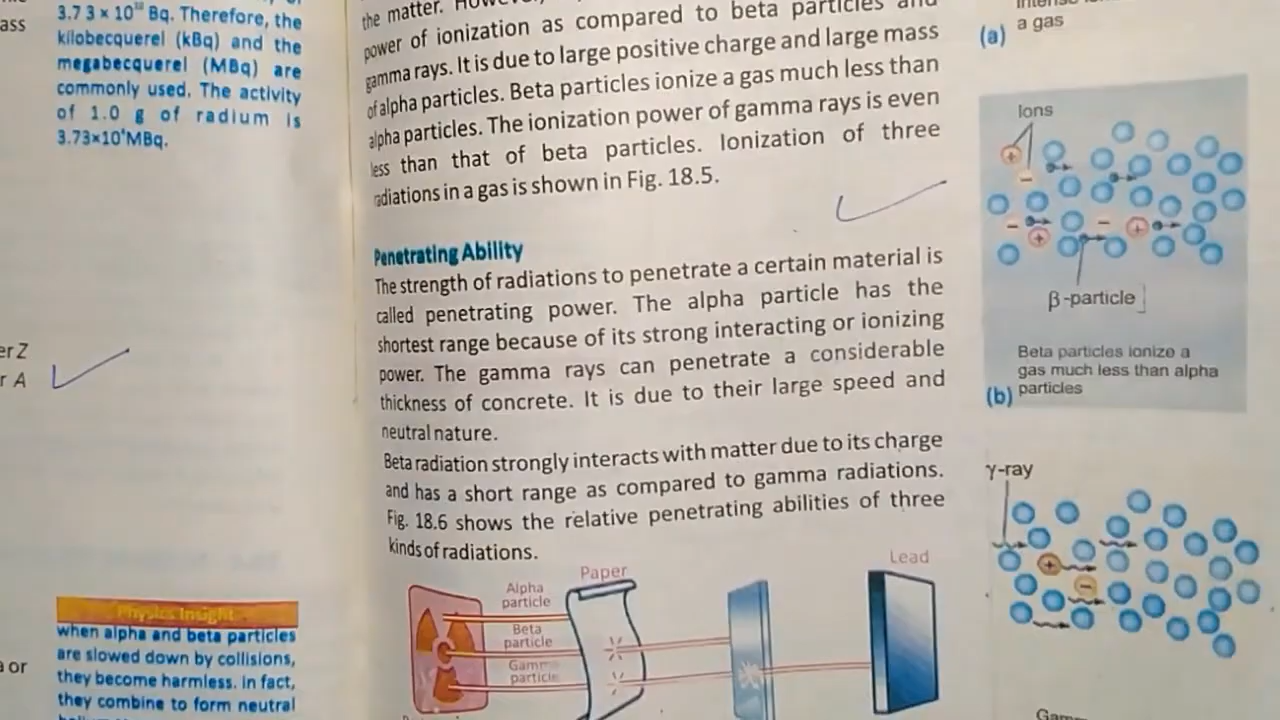 ass
3.7 3 × 10¹⁰ Bq. Therefore, the
kilobecquerel (kBq) and the
megabecquerel (MBq) are
commonly used. The activity
of 1.0 g of radium is
3.73×10⁴MBq.
er Z
r A
a or
Physics Insight
when alpha and beta particles
are slowed down by collisions,
they become harmless. In fact,
they combine to form neutral
the matter.
power of ionization as compared to beta particles and
gamma rays. It is due to large positive charge and large mass
of alpha particles. Beta particles ionize a gas much less than
alpha particles. The ionization power of gamma rays is even
less than that of beta particles. Ionization of three
radiations in a gas is shown in Fig. 18.5.
Penetrating Ability
The strength of radiations to penetrate a certain material is
called penetrating power. The alpha particle has the
shortest range because of its strong interacting or ionizing
power. The gamma rays can penetrate a considerable
thickness of concrete. It is due to their large speed and
neutral nature.
Beta radiation strongly interacts with matter due to its charge
and has a short range as compared to gamma radiations.
Fig. 18.6 shows the relative penetrating abilities of three
kinds of radiations.
Alpha
particle
Beta
particle
Gamma
particle
Paper
Lead
a gas
(a)
Ions
+
−
− − +
+
β-particle
Beta particles ionize a
gas much less than alpha
particles
(b)
γ-ray
+
−